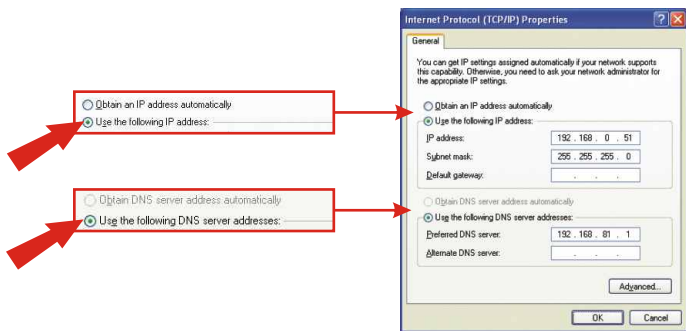 Obtain an IP address automatically
Use the following IP address:
Obtain DNS server address automatically
Use the following DNS server addresses:
Internet Protocol (TCP/IP) Properties
General
You can get IP settings assigned automatically if your network supports
this capability. Otherwise, you need to ask your network administrator for
the appropriate IP settings.
Obtain an IP address automatically
Use the following IP address:
IP address: 192 . 168 . 0 . 51
Subnet mask: 255 . 255 . 255 . 0
Default gateway: . . .
Obtain DNS server address automatically
Use the following DNS server addresses:
Preferred DNS server: 192 . 168 . 81 . 1
Alternate DNS server: . . .
Advanced...
OK Cancel